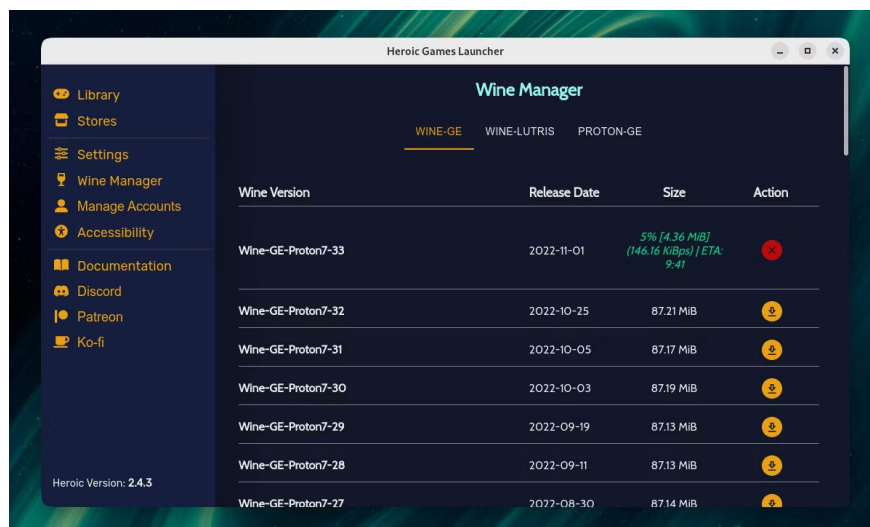 Heroic Games Launcher
Library
Stores
Settings
Wine Manager
Manage Accounts
Accessibility
Documentation
Discord
Patreon
Ko-fi
Heroic Version: 2.4.3
Wine Manager
WINE-GE WINE-LUTRIS PROTON-GE
Wine Version Release Date Size Action
Wine-GE-Proton7-33 2022-11-01 5% [4.36 MiB]
(146.16 KiBps) | ETA:
9:41
Wine-GE-Proton7-32 2022-10-25 87.21 MiB
Wine-GE-Proton7-31 2022-10-05 87.17 MiB
Wine-GE-Proton7-30 2022-10-03 87.19 MiB
Wine-GE-Proton7-29 2022-09-19 87.13 MiB
Wine-GE-Proton7-28 2022-09-11 87.13 MiB
Wine-GE-Proton7-27 2022-08-30 87.14 MiB